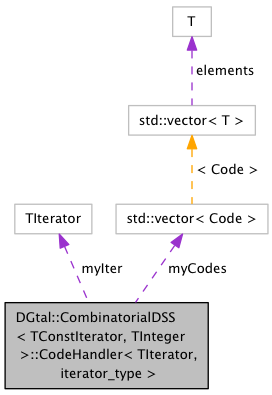 T
elements
std::vector< T >
< Code >
TIterator
std::vector< Code >
myIter
myCodes
DGtal::CombinatorialDSS
< TConstIterator, TInteger
>::CodeHandler< TIterator,
iterator_type >